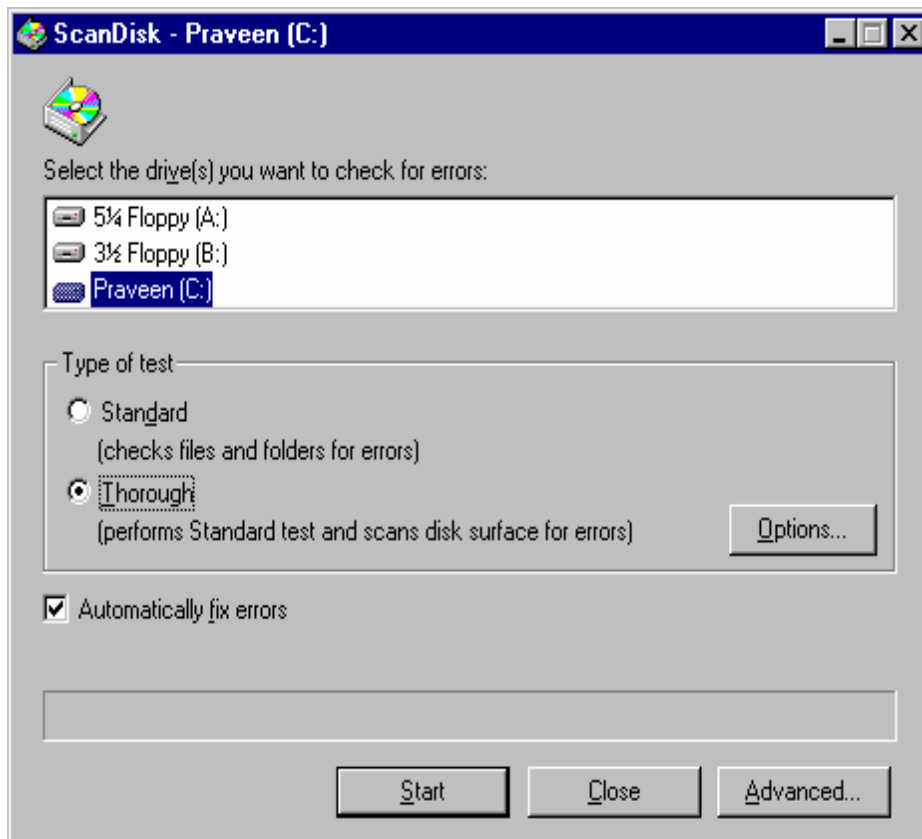 ScanDisk - Praveen (C:)
Select the drive(s) you want to check for errors:
5¼ Floppy (A:)
3½ Floppy (B:)
Praveen (C:)
Type of test
Standard
(checks files and folders for errors)
Thorough
(performs Standard test and scans disk surface for errors)
Options...
Automatically fix errors
Start Close Advanced...